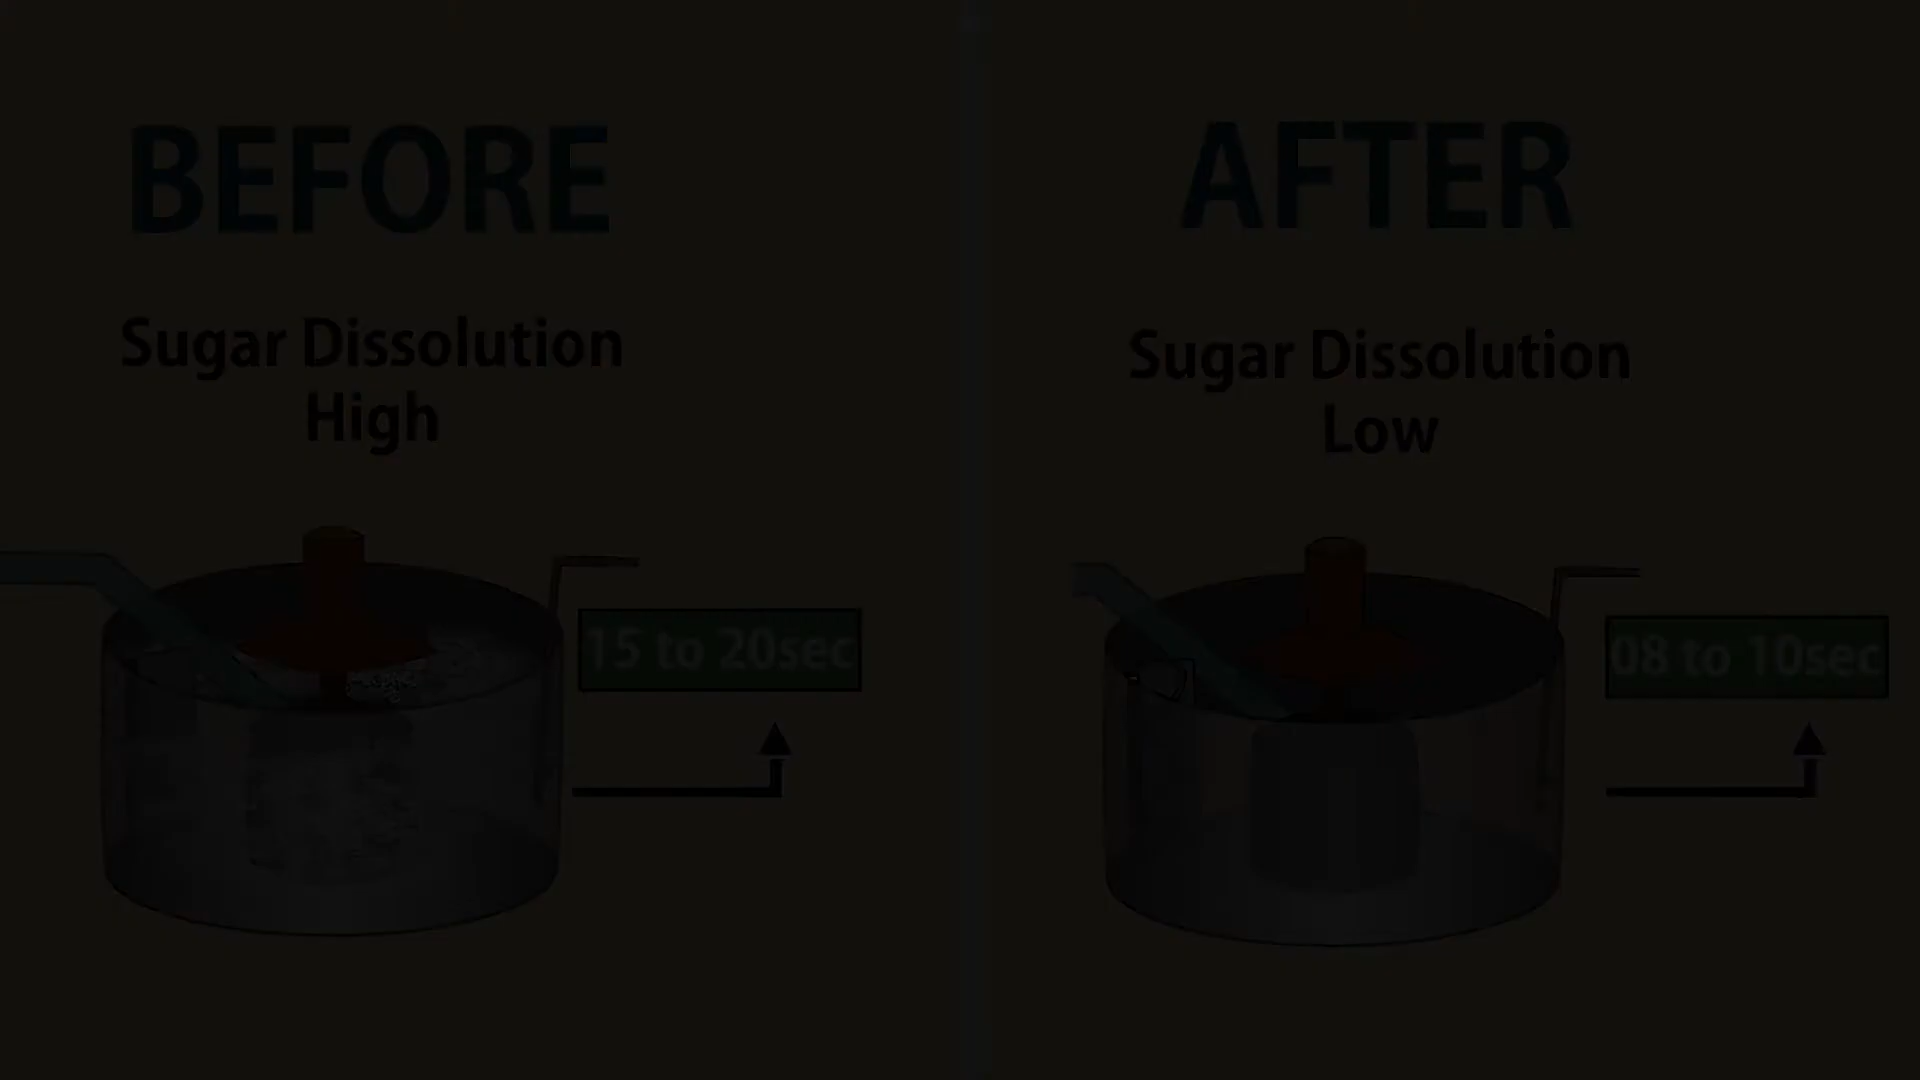 BEFORE
Sugar Dissolution
High
15 to 20sec
AFTER
Sugar Dissolution
Low
08 to 10sec